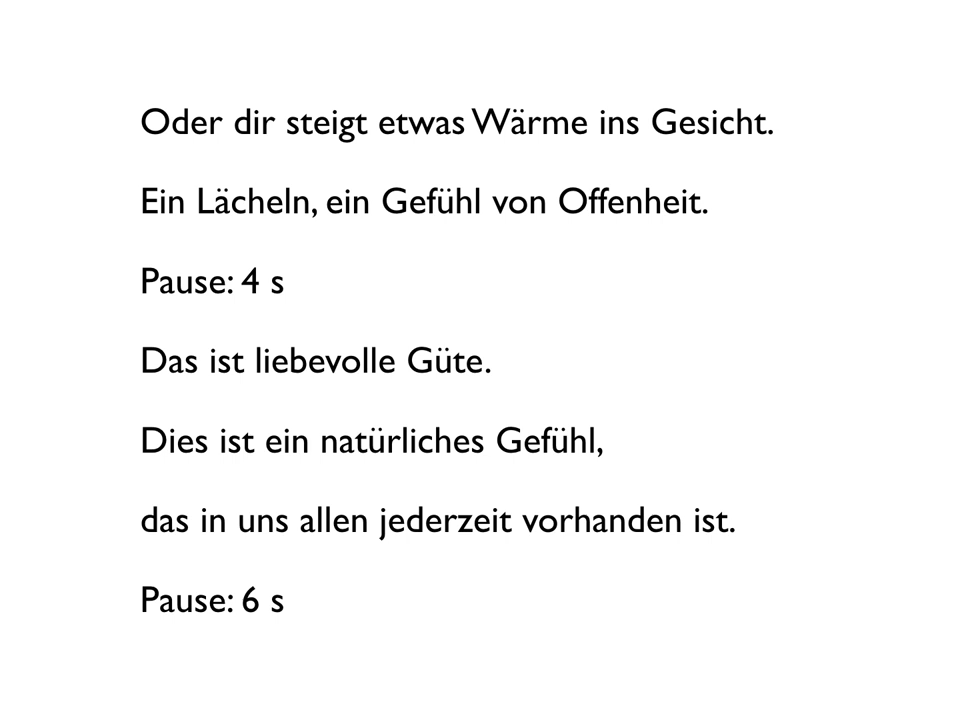 Oder dir steigt etwas Wärme ins Gesicht.
Ein Lächeln, ein Gefühl von Offenheit.
Pause: 4 s
Das ist liebevolle Güte.
Dies ist ein natürliches Gefühl,
das in uns allen jederzeit vorhanden ist.
Pause: 6 s